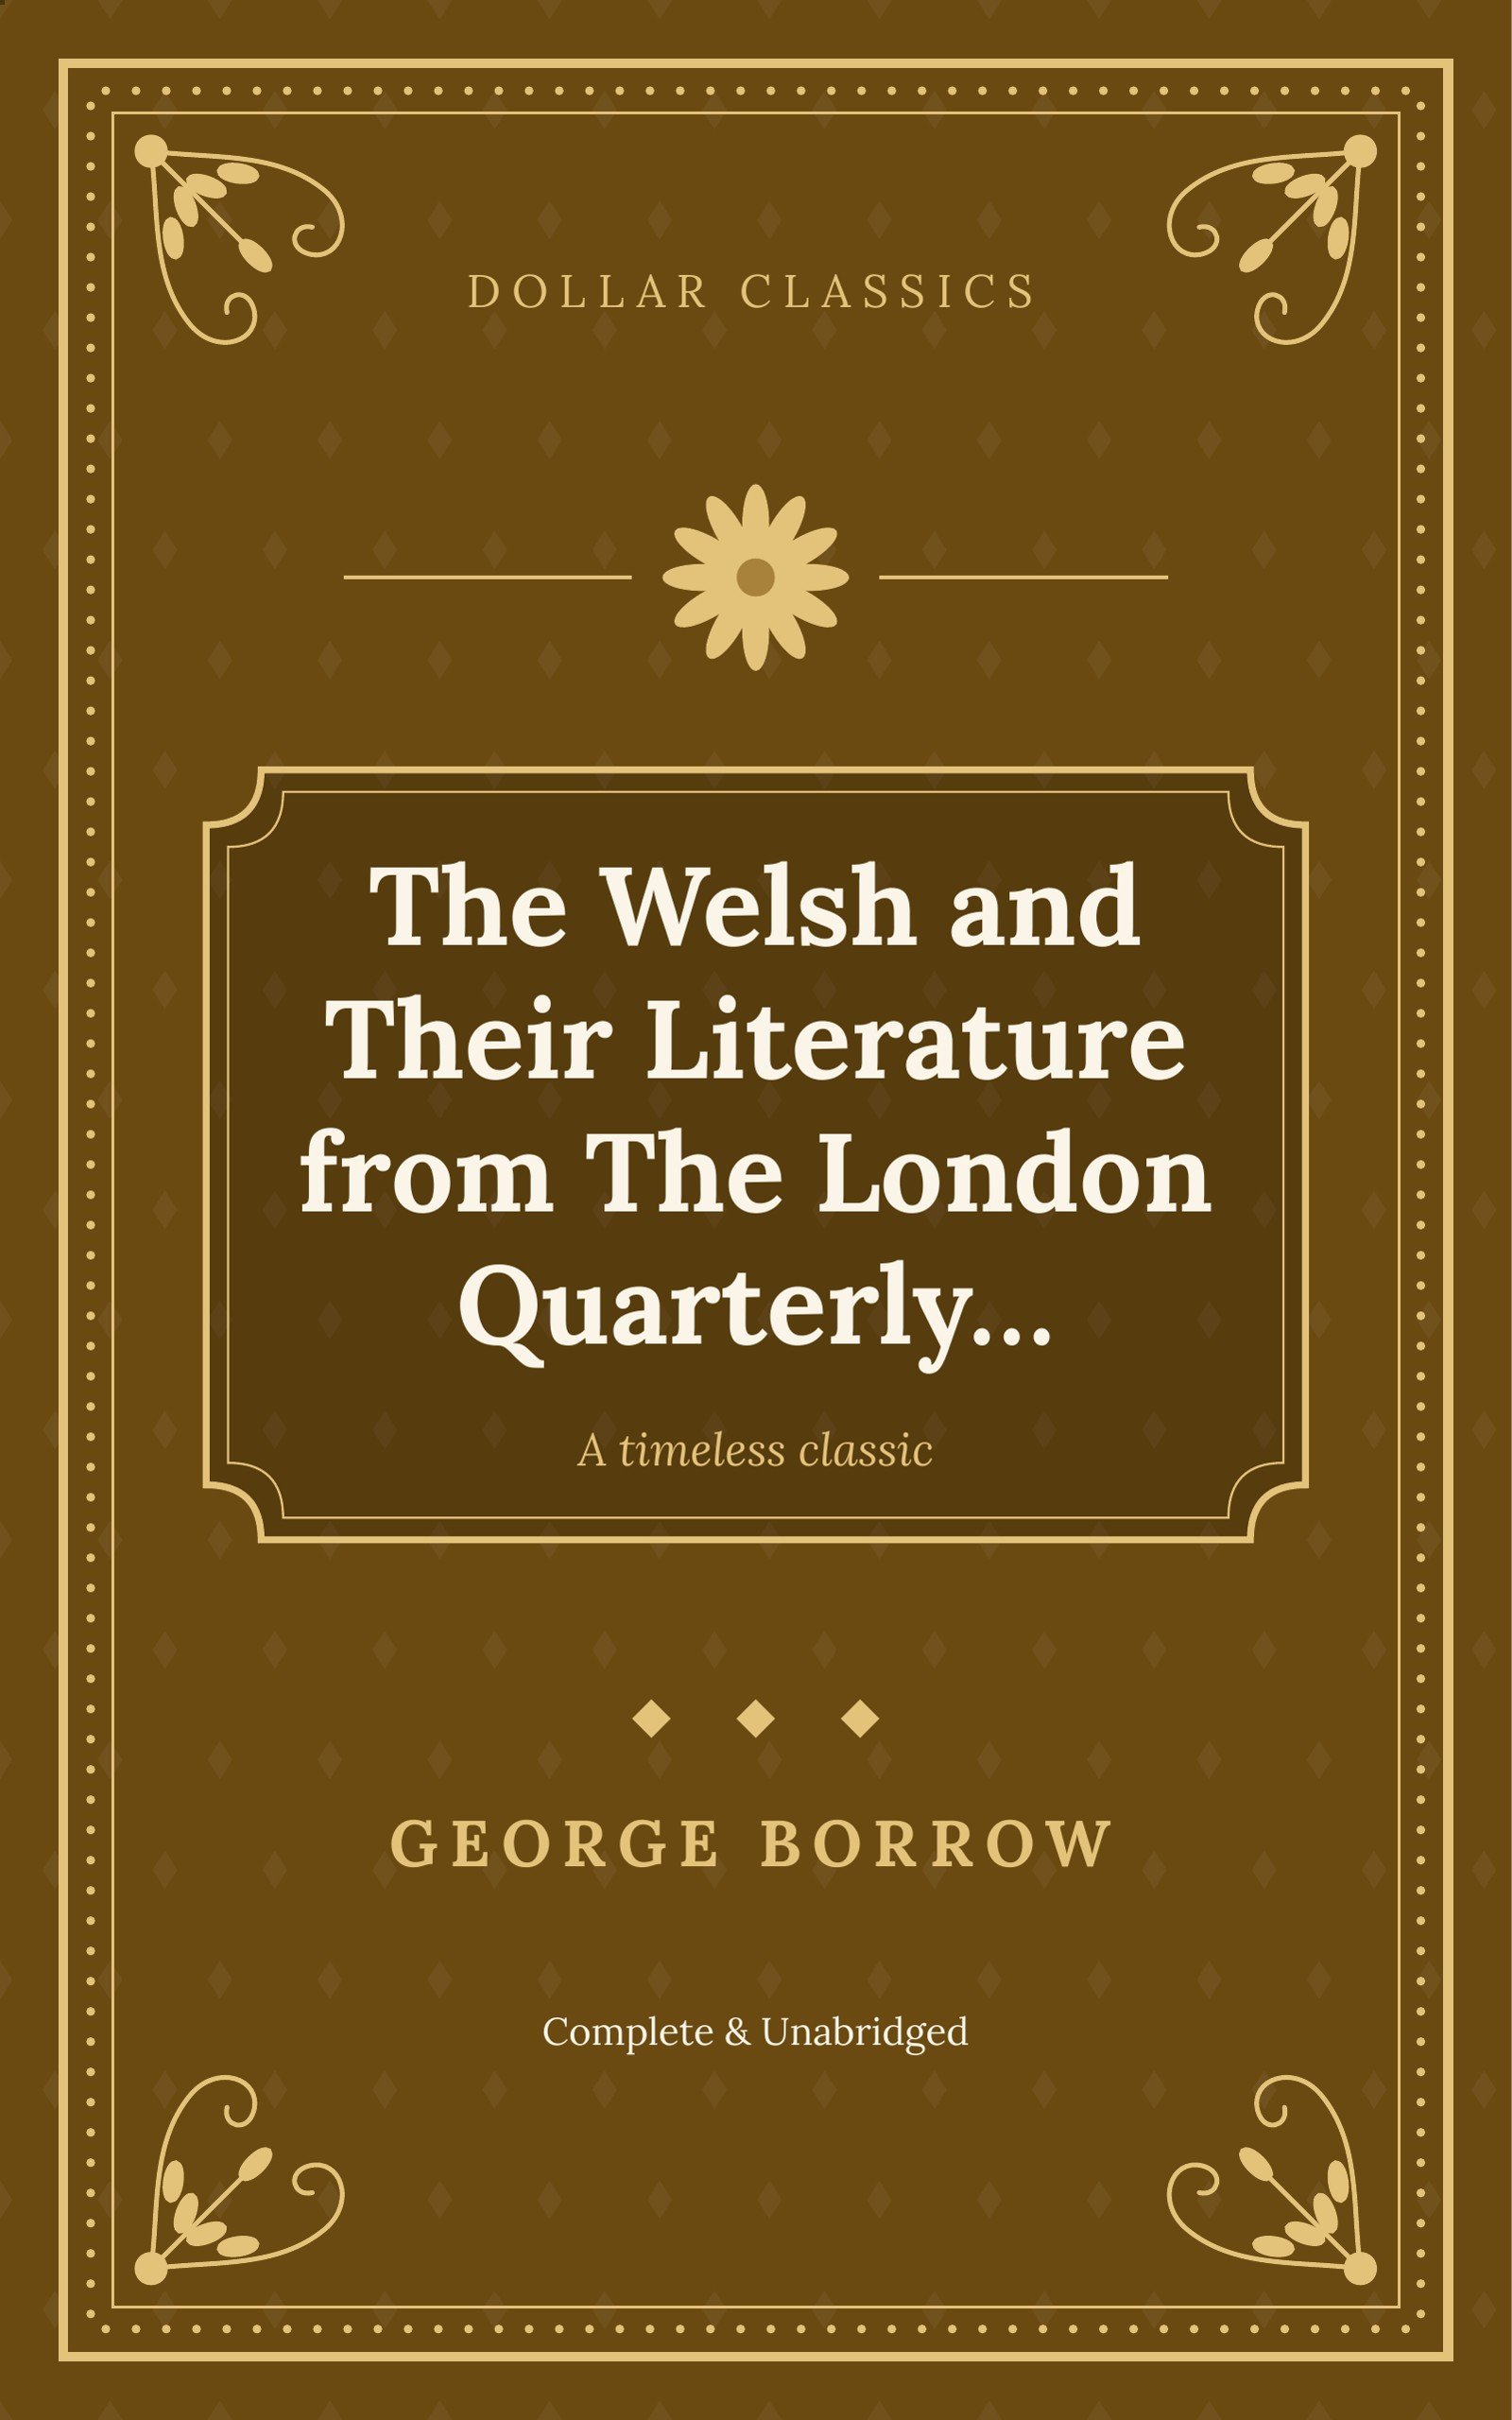 DOLLAR CLASSICS
The Welsh and
Their Literature
from The London
Quarterly...
A timeless classic
GEORGE BORROW
Complete & Unabridged